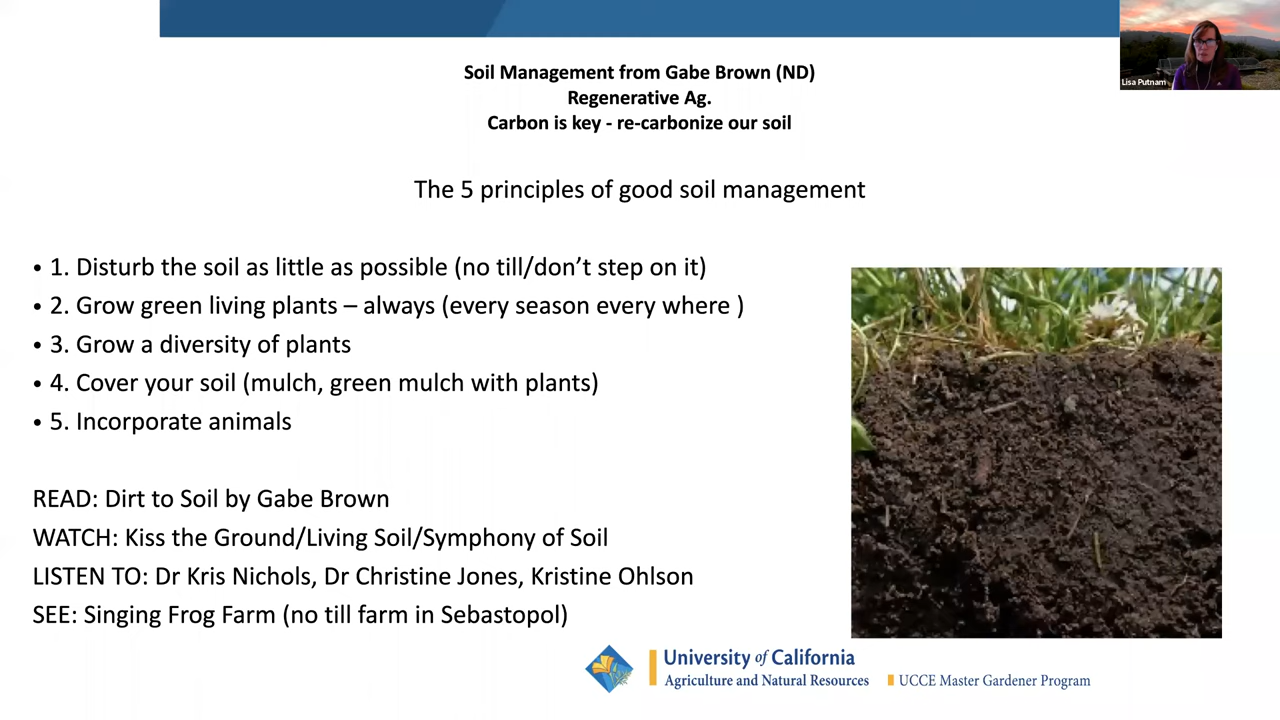 Lisa Putnam
Soil Management from Gabe Brown (ND)
Regenerative Ag.
Carbon is key - re-carbonize our soil
The 5 principles of good soil management
• 1. Disturb the soil as little as possible (no till/don’t step on it)
• 2. Grow green living plants – always (every season every where )
• 3. Grow a diversity of plants
• 4. Cover your soil (mulch, green mulch with plants)
• 5. Incorporate animals
READ: Dirt to Soil by Gabe Brown
WATCH: Kiss the Ground/Living Soil/Symphony of Soil
LISTEN TO: Dr Kris Nichols, Dr Christine Jones, Kristine Ohlson
SEE: Singing Frog Farm (no till farm in Sebastopol)
University of California
Agriculture and Natural Resources
UCCE Master Gardener Program